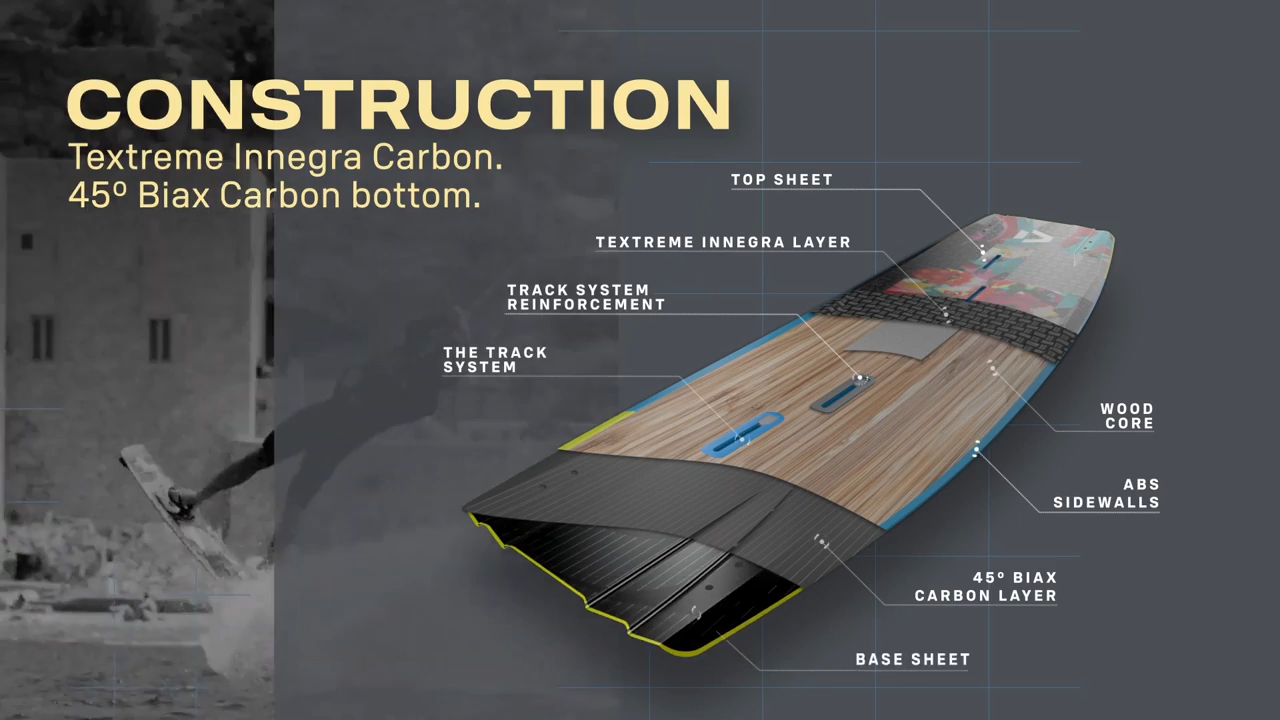 CONSTRUCTION
Textreme Innegra Carbon.
45º Biax Carbon bottom.
TOP SHEET
TEXTREME INNEGRA LAYER
TRACK SYSTEM
REINFORCEMENT
THE TRACK
SYSTEM
WOOD
CORE
ABS
SIDEWALLS
45º BIAX
CARBON LAYER
BASE SHEET